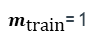 m_train = 1